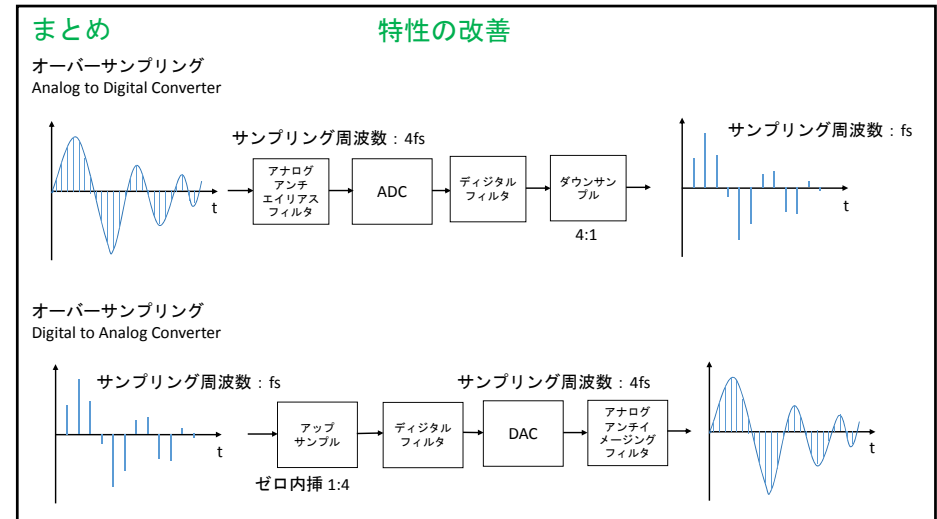 まとめ
特性の改善
オーバーサンプリング
Analog to Digital Converter
サンプリング周波数：4fs
サンプリング周波数：fs
t
アナログ
アンチ
エイリアス
フィルタ
ADC
ディジタル
フィルタ
ダウンサン
プル
4:1
t
オーバーサンプリング
Digital to Analog Converter
サンプリング周波数：fs
サンプリング周波数：4fs
t
アップ
サンプル
ゼロ内挿 1:4
ディジタル
フィルタ
DAC
アナログ
アンチイ
メージング
フィルタ
t